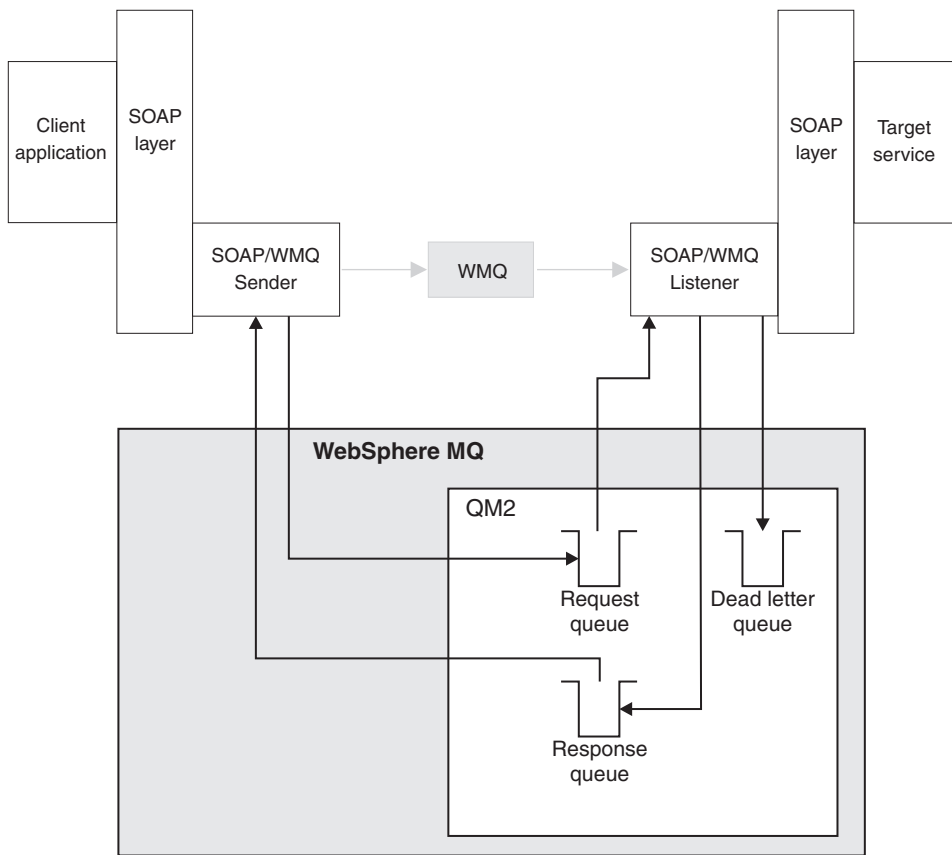 Client
application
SOAP
layer
SOAP
layer
Target
service
SOAP/WMQ
Sender
WMQ
SOAP/WMQ
Listener
WebSphere MQ
QM2
Request
queue
Dead letter
queue
Response
queue